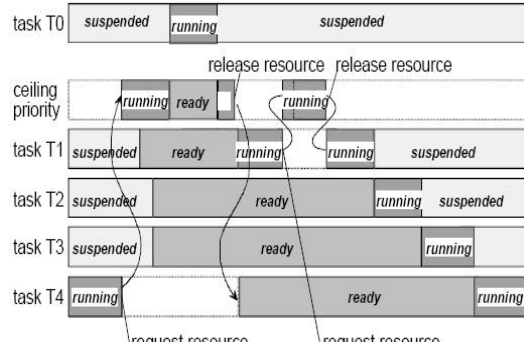 task T0 suspended running suspended
release resource release resource
ceiling priority running ready running
task T1 suspended ready running running suspended
task T2 suspended ready running suspended
task T3 suspended ready running
task T4 running ready running
request resource request resource